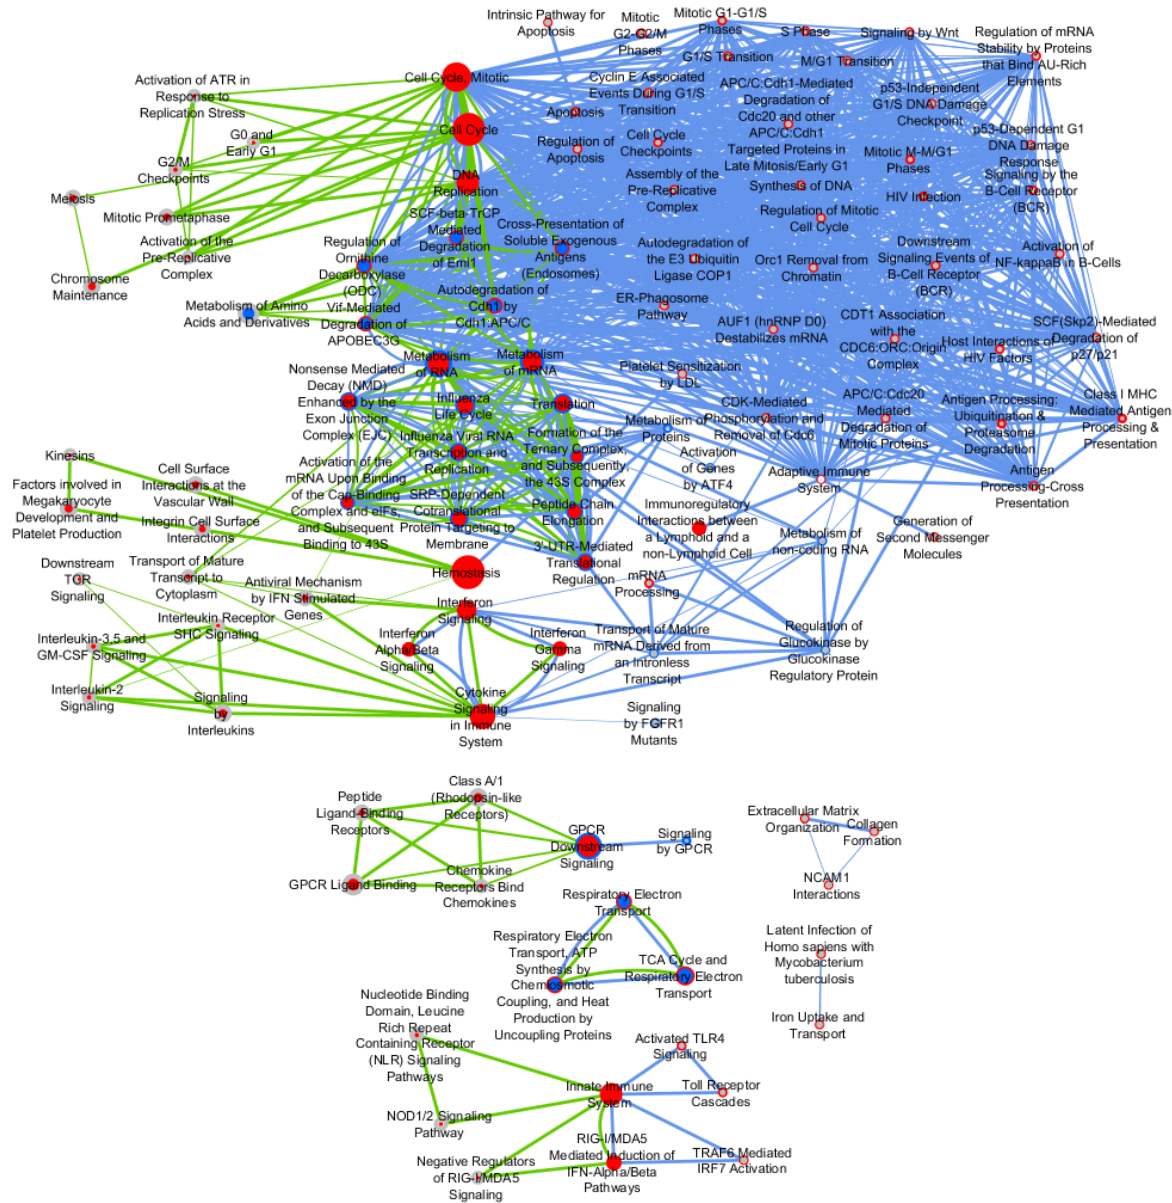 Intrinsic Pathway for
Apoptosis
Mitotic
G2-G2/M
Phases
Mitotic G1-G1/S
Phases
S Phase
Signaling by Wnt
Regulation of mRNA
Stability by Proteins
that Bind AU-Rich
Elements
G1/S Transition
M/G1 Transition
Cell Cycle, Mitotic
Activation of ATR in
Response to
Replication Stress
Cyclin E Associated
Events During G1/S
Transition
APC/C:Cdh1-Mediated
Degradation of
Cdc20 and other
APC/C:Cdh1
Targeted Proteins in
Late Mitosis/Early G1
p53-Independent
G1/S DNA Damage
Checkpoint
Apoptosis
Cell Cycle
G0 and
Early G1
Regulation of
Apoptosis
Cell Cycle
Checkpoints
p53-Dependent G1
DNA Damage
Response
Mitotic M-M/G1
Phases
G2/M
Checkpoints
DNA
Replication
Assembly of the
Pre-Replicative
Complex
Synthesis of DNA
Signaling by the
B-Cell Receptor
(BCR)
HIV Infection
Meiosis
Mitotic Prometaphase
SCF-beta-TrCP
Mediated
Degradation
of Emi1
Cross-Presentation of
Soluble Exogenous
Antigens
(Endosomes)
Regulation of Mitotic
Cell Cycle
Activation of the
Pre-Replicative
Complex
Regulation of
Ornithine
Decarboxylase
(ODC)
Autodegradation of
the E3 Ubiquitin
Ligase COP1
Orc1 Removal from
Chromatin
Downstream
Signaling Events of
B-Cell Receptor
(BCR)
Activation of
NF-kappaB in B-Cells
Chromosome
Maintenance
Autodegradation of
Cdh1 by
Cdh1:APC/C
ER-Phagosome
Pathway
Metabolism of Amino
Acids and Derivatives
Vif-Mediated
Degradation of
APOBEC3G
AUF1 (hnRNP D0)
Destabilizes mRNA
CDT1 Association
with the
CDC6:ORC:Origin
Complex
Host Interactions of
HIV Factors
SCF(Skp2)-Mediated
Degradation of
p27/p21
Metabolism
of RNA
Metabolism
of mRNA
Platelet Sensitization
by LDL
Nonsense Mediated
Decay (NMD)
Enhanced by the
Exon Junction
Complex (EJC)
Influenza
Life Cycle
Translation
Metabolism of
Proteins
CDK-Mediated
Phosphorylation and
Removal of Cdc6
APC/C:Cdc20
Mediated
Degradation of
Mitotic Proteins
Antigen Processing:
Ubiquitination &
Proteasome
Degradation
Class I MHC
Mediated Antigen
Processing &
Presentation
Influenza Viral RNA
Transcription and
Replication
Formation of the
Ternary Complex,
and Subsequently,
the 43S Complex
Activation
of Genes
by ATF4
Adaptive Immune
System
Antigen
Processing-Cross
Presentation
Kinesins
Cell Surface
Interactions at the
Vascular Wall
Activation of the
mRNA Upon Binding
of the Cap-Binding
Complex and eIFs,
and Subsequent
Binding to 43S
SRP-Dependent
Cotranslational
Protein Targeting to
Membrane
Peptide Chain
Elongation
Factors involved in
Megakaryocyte
Development and
Platelet Production
Integrin Cell Surface
Interactions
Immunoregulatory
Interactions between
a Lymphoid and a
non-Lymphoid Cell
Metabolism of
non-coding RNA
Generation of
Second Messenger
Molecules
3'-UTR-Mediated
Translational
Regulation
Downstream
TCR
Signaling
Transport of Mature
Transcript to
Cytoplasm
Antiviral Mechanism
by IFN Stimulated
Genes
Hemostasis
mRNA
Processing
Interferon
Signaling
Interleukin Receptor
SHC Signaling
Interleukin-3,5 and
GM-CSF Signaling
Interferon
Alpha/Beta
Signaling
Interferon
Gamma
Signaling
Transport of Mature
mRNA Derived from
an Intronless
Transcript
Regulation of
Glucokinase by
Glucokinase
Regulatory Protein
Interleukin-2
Signaling
Signaling
by
Interleukins
Cytokine
Signaling
in Immune
System
Signaling
by FGFR1
Mutants
Peptide
Ligand-Binding
Receptors
Class A/1
(Rhodopsin-like
Receptors)
GPCR
Downstream
Signaling
Signaling
by GPCR
Extracellular Matrix
Organization
Collagen
Formation
GPCR Ligand Binding
Chemokine
Receptors Bind
Chemokines
NCAM1
Interactions
Respiratory Electron
Transport
Respiratory Electron
Transport, ATP
Synthesis by
Chemiosmotic
Coupling, and Heat
Production by
Uncoupling Proteins
TCA Cycle and
Respiratory Electron
Transport
Latent Infection of
Homo sapiens with
Mycobacterium
tuberculosis
Iron Uptake and
Transport
Nucleotide Binding
Domain, Leucine
Rich Repeat
Containing Receptor
(NLR) Signaling
Pathways
Activated TLR4
Signaling
Innate Immune
System
Toll Receptor
Cascades
NOD1/2 Signaling
Pathway
RIG-I/MDA5
Mediated Induction of
IFN-Alpha/Beta
Pathways
TRAF6 Mediated
IRF7 Activation
Negative Regulators
of RIG-I/MDA5
Signaling